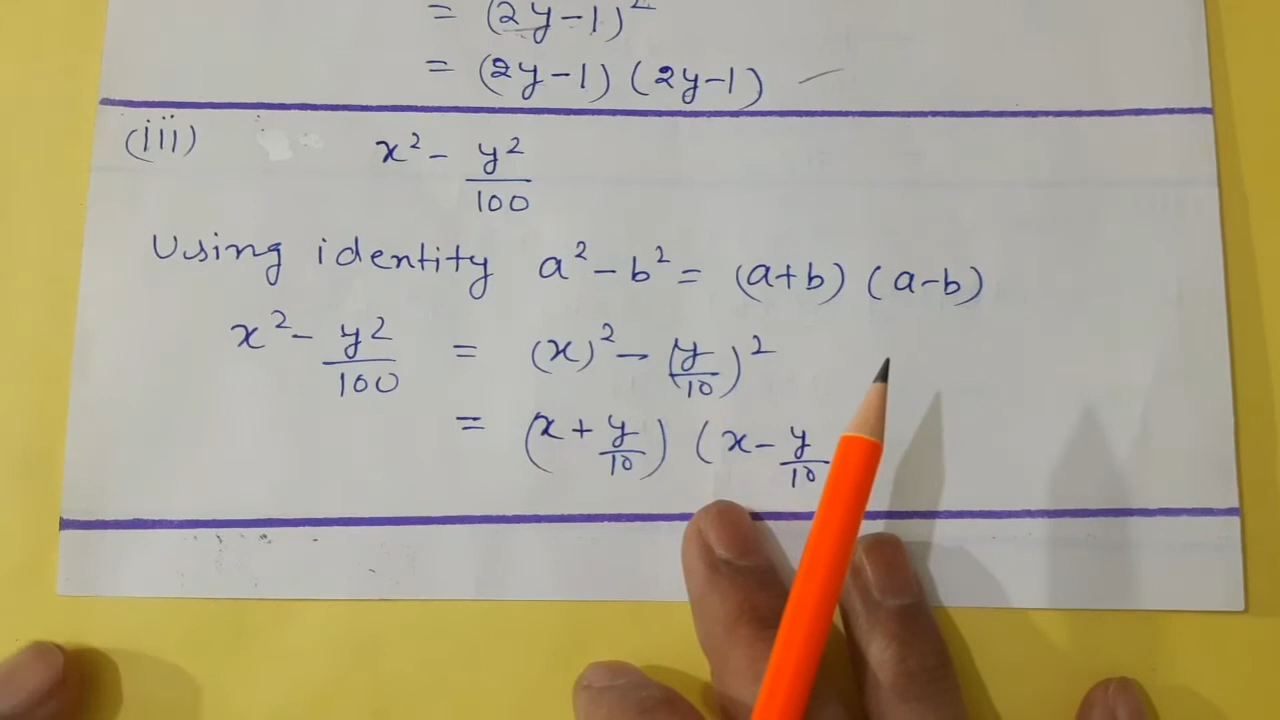 = (2y-1)²
= (2y-1) (2y-1)
(iii) x² - y²/100
Using identity a² - b² = (a+b) (a-b)
x² - y²/100 = (x)² - (y/10)²
= (x + y/10) (x - y/10